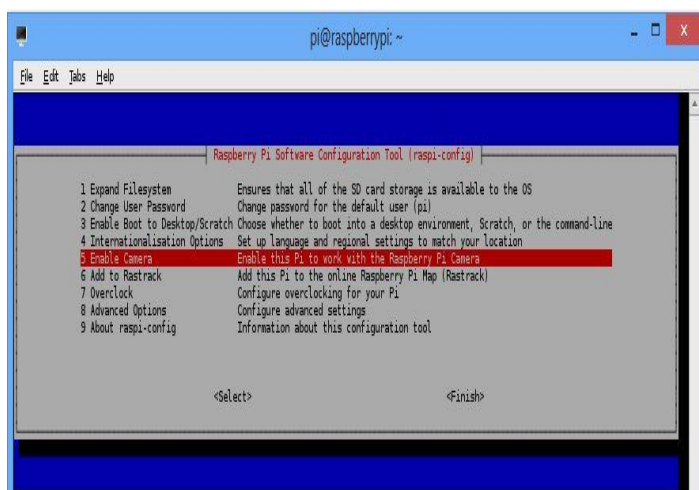 pi@raspberrypi: ~
File Edit Tabs Help
Raspberry Pi Software Configuration Tool (raspi-config)
1 Expand Filesystem Ensures that all of the SD card storage is available to the OS
2 Change User Password Change password for the default user (pi)
3 Enable Boot to Desktop/Scratch Choose whether to boot into a desktop environment, Scratch, or the command-line
4 Internationalisation Options Set up language and regional settings to match your location
5 Enable Camera Enable this Pi to work with the Raspberry Pi Camera
6 Add to Rastrack Add this Pi to the online Raspberry Pi Map (Rastrack)
7 Overclock Configure overclocking for your Pi
8 Advanced Options Configure advanced settings
9 About raspi-config Information about this configuration tool
<Select> <Finish>